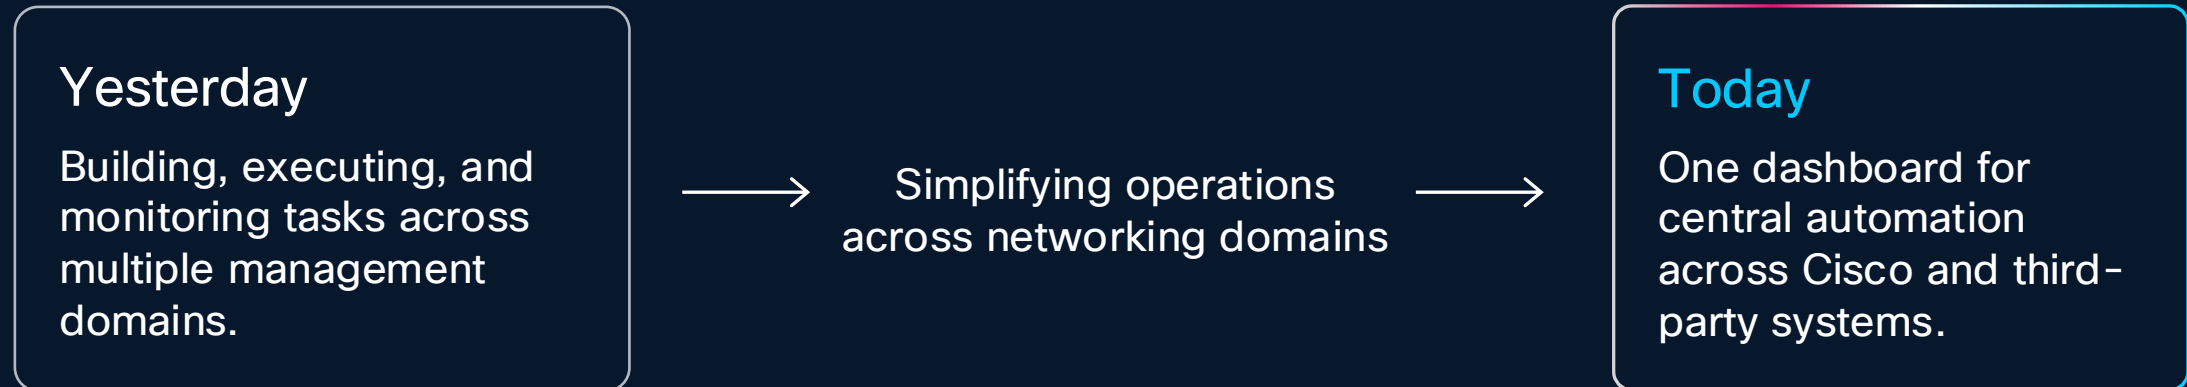 Yesterday
Building, executing, and
monitoring tasks across
multiple management
domains.
Simplifying operations
across networking domains
Today
One dashboard for
central automation
across Cisco and third-
party systems.